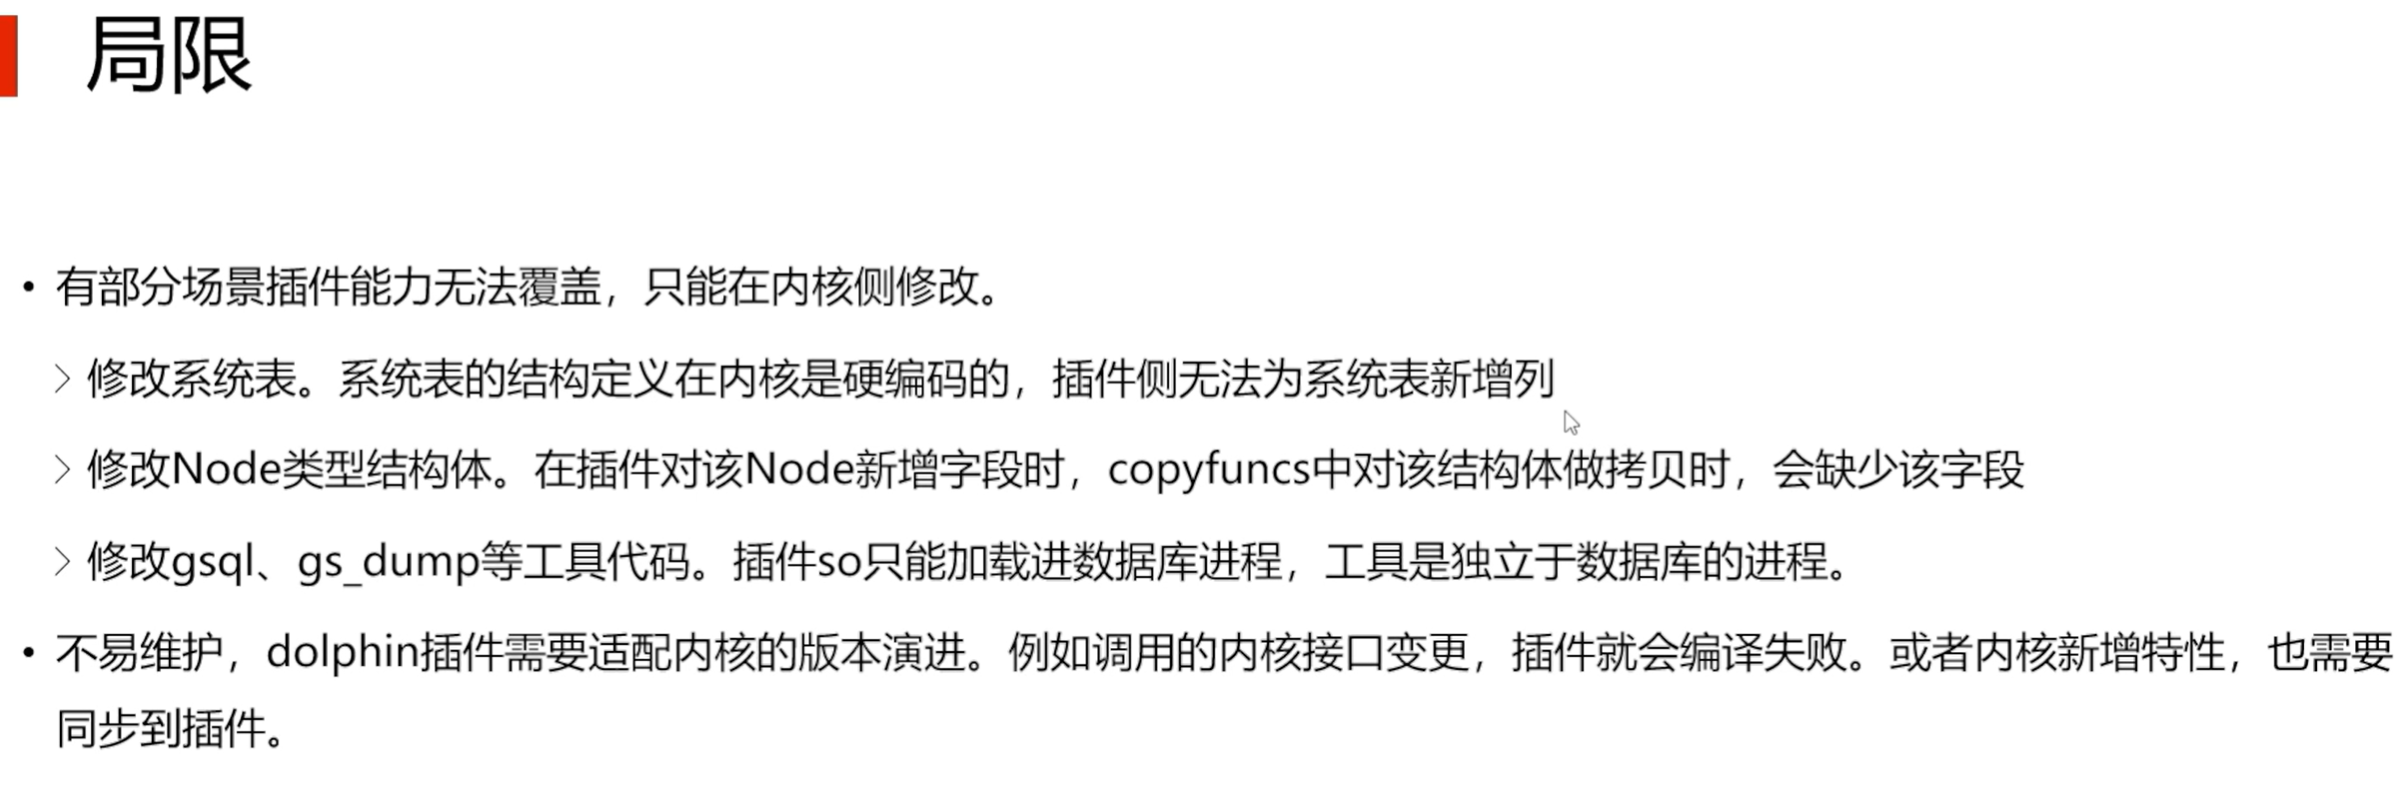 局限
• 有部分场景插件能力无法覆盖，只能在内核侧修改。
> 修改系统表。系统表的结构定义在内核是硬编码的，插件侧无法为系统表新增列
> 修改Node类型结构体。在插件对该Node新增字段时，copyfuncs中对该结构体做拷贝时，会缺少该字段
> 修改gsql、gs_dump等工具代码。插件so只能加载进数据库进程，工具是独立于数据库的进程。
• 不易维护，dolphin插件需要适配内核的版本演进。例如调用的内核接口变更，插件就会编译失败。或者内核新增特性，也需要
同步到插件。